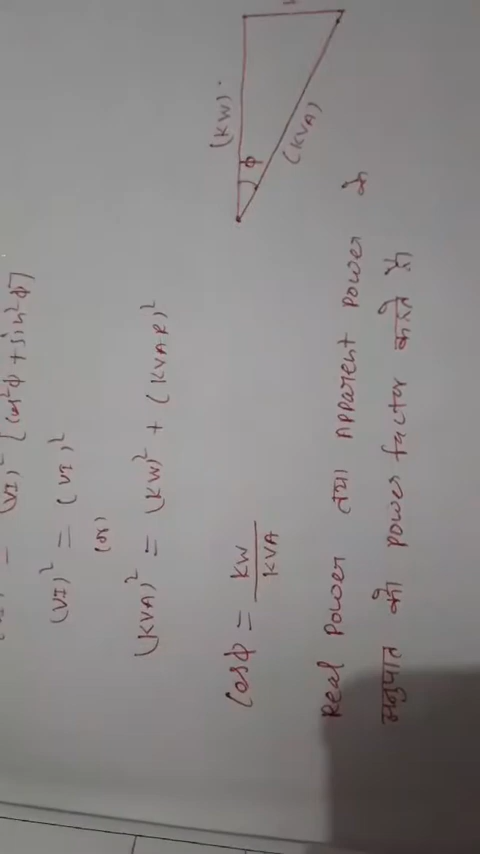 (VI)² [cos²ϕ + sin²ϕ]
(VI)² = (VI)²
(or)
(KVA)² = (KW)² + (KVAR)²
(KW)
ϕ
(KVA)
Cosϕ = KW / KVA
Real Power तथा Apparent Power के
अनुपात को power factor कहते है